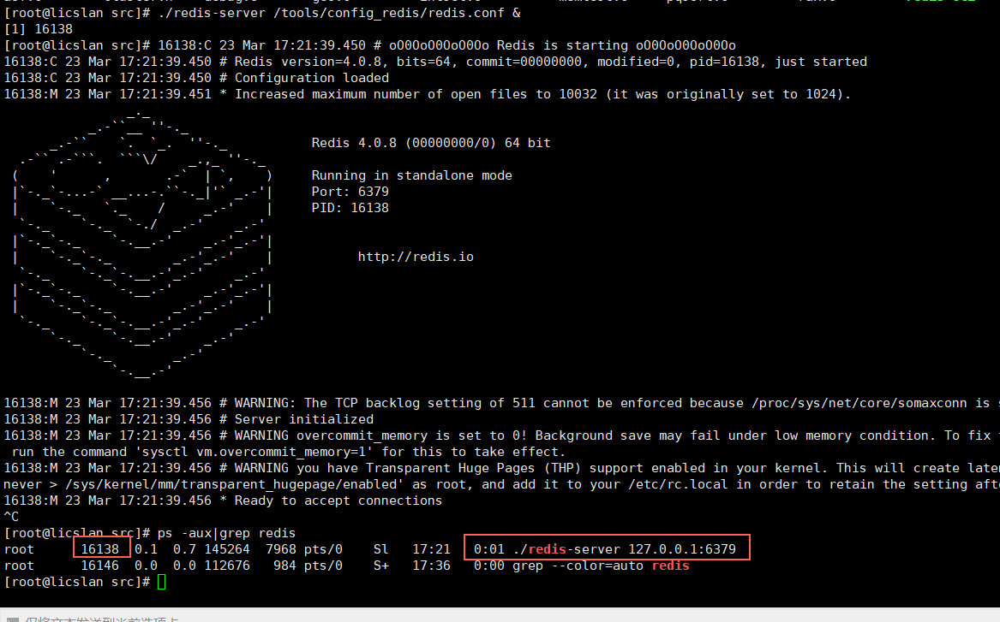 [root@licslan src]# ./redis-server /tools/config_redis/redis.conf &
[1] 16138
[root@licslan src]# 16138:C 23 Mar 17:21:39.450 # oO0OoO0OoO0Oo Redis is starting oO0OoO0OoO0Oo
16138:C 23 Mar 17:21:39.450 # Redis version=4.0.8, bits=64, commit=00000000, modified=0, pid=16138, just started
16138:C 23 Mar 17:21:39.450 # Configuration loaded
16138:M 23 Mar 17:21:39.451 * Increased maximum number of open files to 10032 (it was originally set to 1024).
Redis 4.0.8 (00000000/0) 64 bit
Running in standalone mode
Port: 6379
PID: 16138
http://redis.io
16138:M 23 Mar 17:21:39.456 # WARNING: The TCP backlog setting of 511 cannot be enforced because /proc/sys/net/core/somaxconn is s
16138:M 23 Mar 17:21:39.456 # Server initialized
16138:M 23 Mar 17:21:39.456 # WARNING overcommit_memory is set to 0! Background save may fail under low memory condition. To fix
run the command 'sysctl vm.overcommit_memory=1' for this to take effect.
16138:M 23 Mar 17:21:39.456 # WARNING you have Transparent Huge Pages (THP) support enabled in your kernel. This will create late
never > /sys/kernel/mm/transparent_hugepage/enabled' as root, and add it to your /etc/rc.local in order to retain the setting aft
16138:M 23 Mar 17:21:39.456 * Ready to accept connections
^C
[root@licslan src]# ps -aux|grep redis
root 16138 0.1 0.7 145264 7968 pts/0 Sl 17:21 0:01 ./redis-server 127.0.0.1:6379
root 16146 0.0 0.0 112676 984 pts/0 S+ 17:36 0:00 grep --color=auto redis
[root@licslan src]#